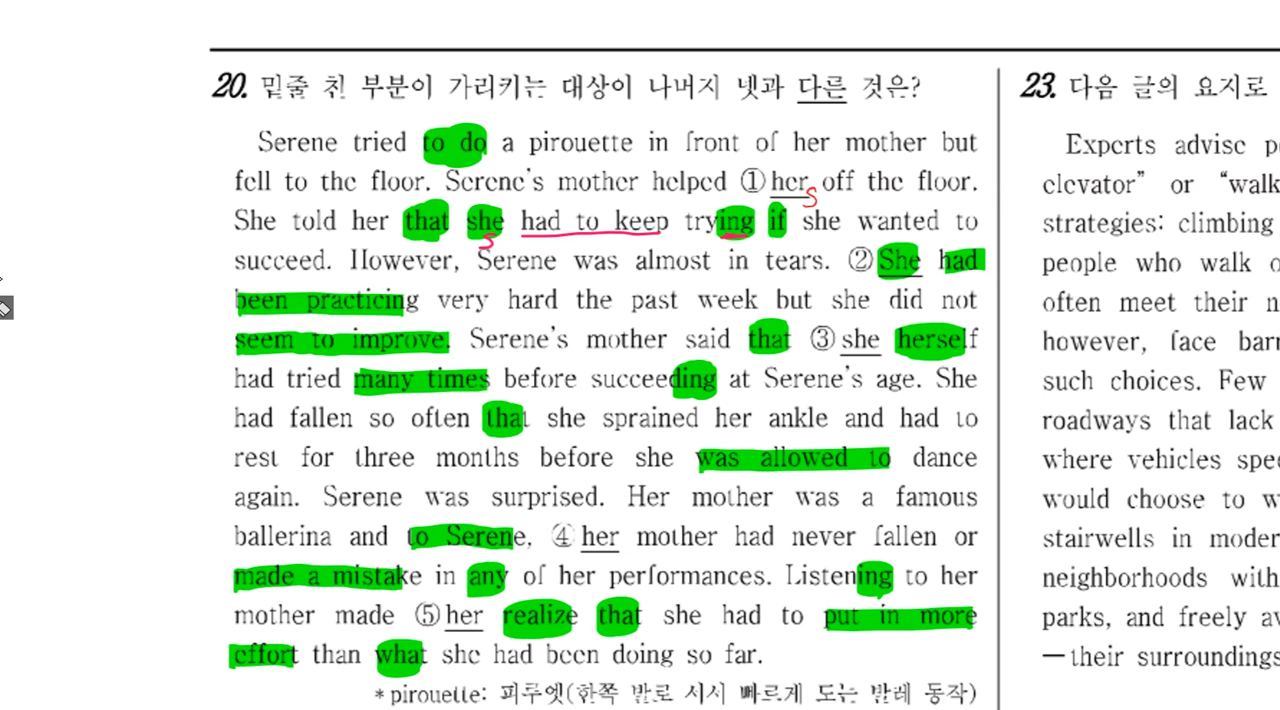 20. 밑줄 친 부분이 가리키는 대상이 나머지 넷과 다른 것은?
Serene tried to do a pirouette in front of her mother but
fell to the floor. Serene's mother helped ①her off the floor.
S
She told her that she had to keep trying if she wanted to
S
succeed. However, Serene was almost in tears. ②She had
been practicing very hard the past week but she did not
seem to improve. Serene's mother said that ③she herself
had tried many times before succeeding at Serene's age. She
had fallen so often that she sprained her ankle and had to
rest for three months before she was allowed to dance
again. Serene was surprised. Her mother was a famous
ballerina and to Serene, ④her mother had never fallen or
made a mistake in any of her performances. Listening to her
mother made ⑤her realize that she had to put in more
effort than what she had been doing so far.
*pirouette: 피루엣(한쪽 발로 서서 빠르게 도는 발레 동작)
23. 다음 글의 요지로
Experts advise
elevator" or "walk
strategies: climbing
people who walk
often meet their
however, face
such choices. Few
roadways that lack
where vehicles
would choose to
stairwells in
neighborhoods
parks, and freely
—their surroundings